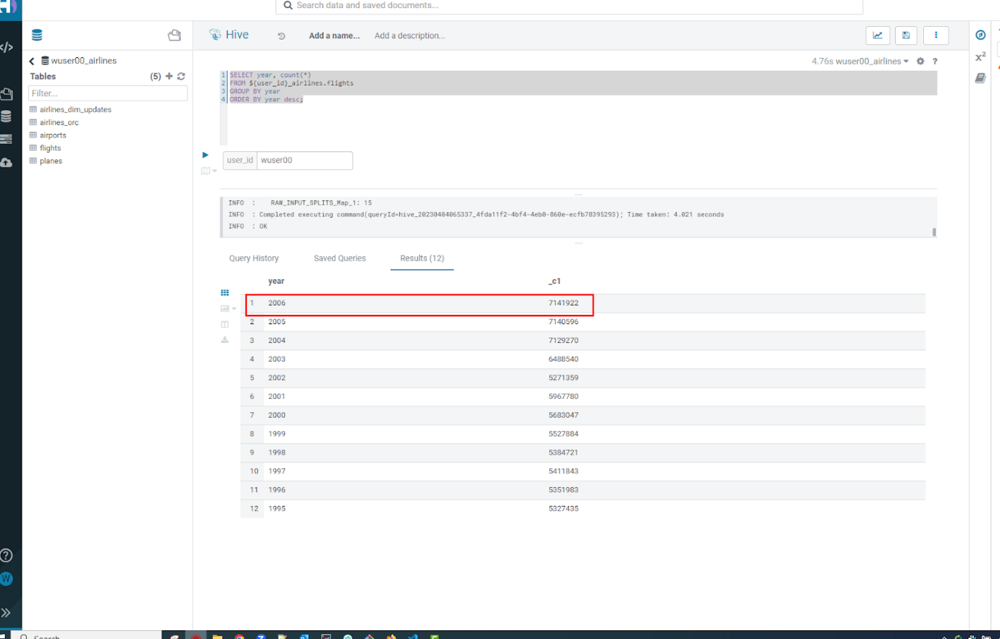 Search data and saved documents...
Hive
Add a name...
Add a description...
wuser00_airlines
Tables
(5)
Filter...
airlines_dim_updates
airlines_orc
airports
flights
planes
4.76s wuser00_airlines
?
x²
</>
1 SELECT year, count(*)
2 FROM ${user_id}_airlines.flights
3 GROUP BY year
4 ORDER BY year desc;
user_id wuser00
INFO : RAW_INPUT_SPLITS_Map_1: 15
INFO : Completed executing command(queryId=hive_20230404065337_4fda11f2-4bf4-4eb0-860e-ecfb78395293); Time taken: 4.021 seconds
INFO : OK
Query History
Saved Queries
Results (12)
year _c1
1 2006 7141922
2 2005 7140596
3 2004 7129270
4 2003 6488540
5 2002 5271359
6 2001 5967780
7 2000 5683047
8 1999 5527884
9 1998 5384721
10 1997 5411843
11 1996 5351983
12 1995 5327435
?
W
Search